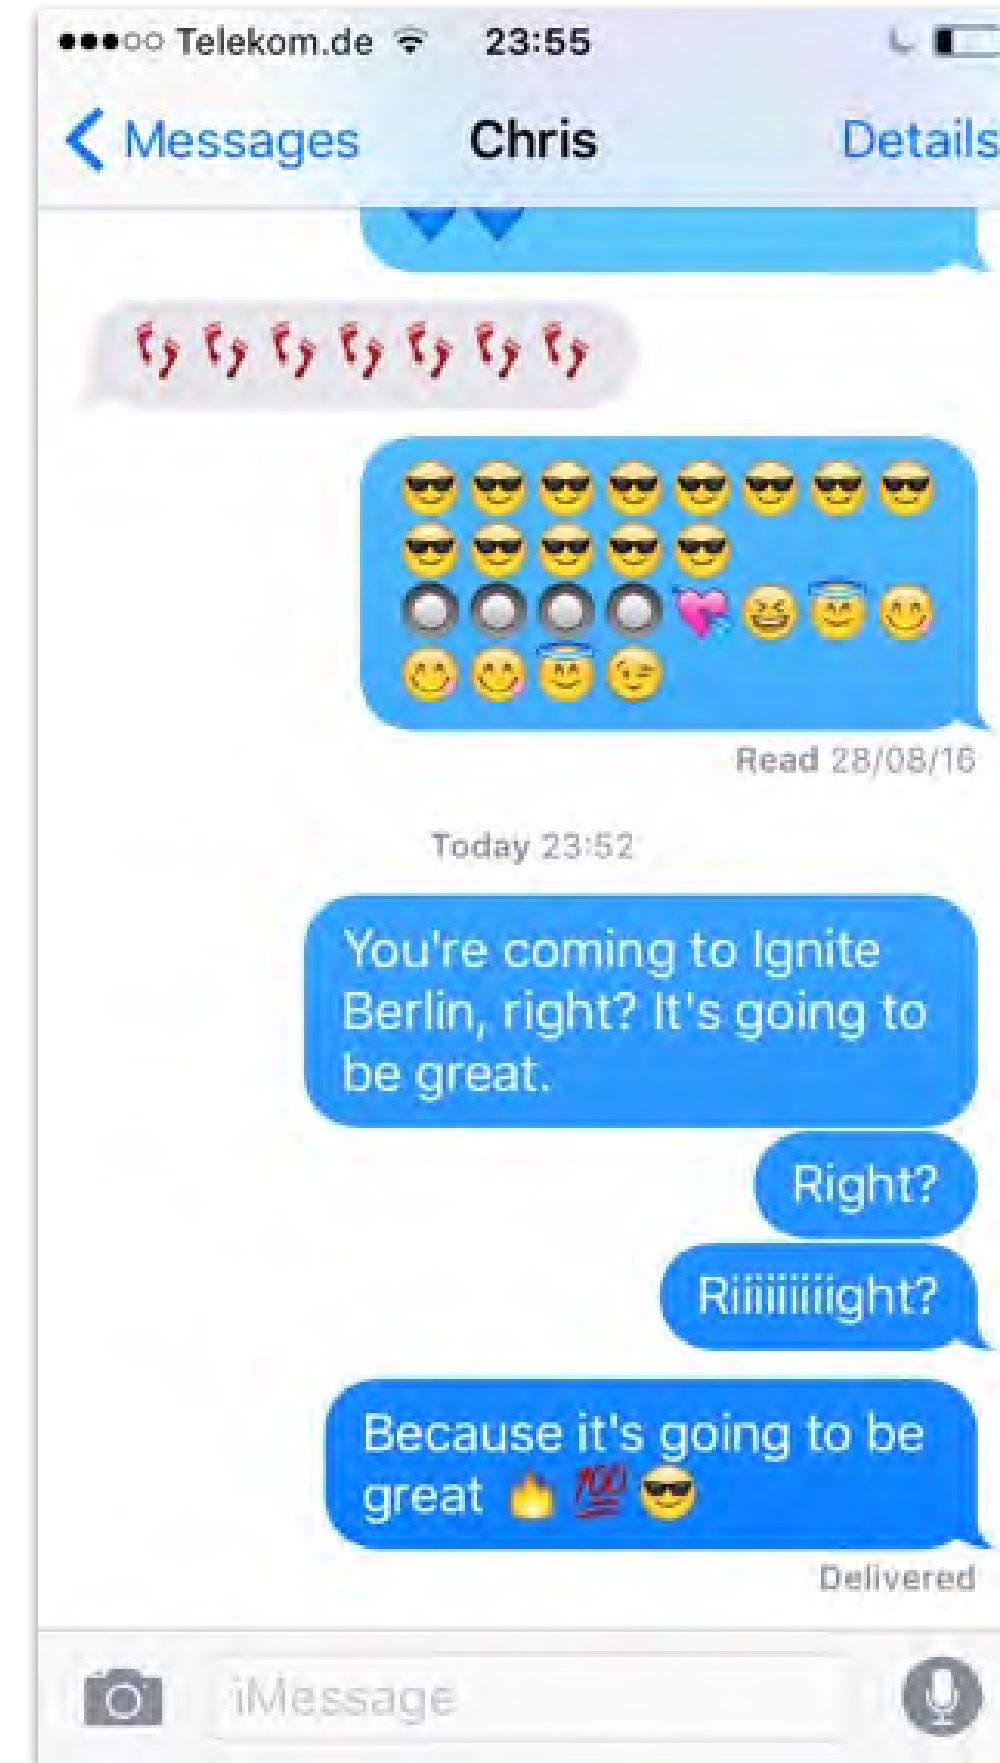 ●●●○○ Telekom.de 23:55
Messages Chris Details
💙💙
👣👣👣👣👣👣👣
😎😎😎😎😎😎😎😎
😎😎😎😎😎
🔘🔘🔘🔘💘😆😇😋
😋😋😇😉
Read 28/08/16
Today 23:52
You're coming to Ignite
Berlin, right? It's going to
be great.
Right?
Riiiiiiiiiight?
Because it's going to be
great 🔥 💯😎
Delivered
iMessage